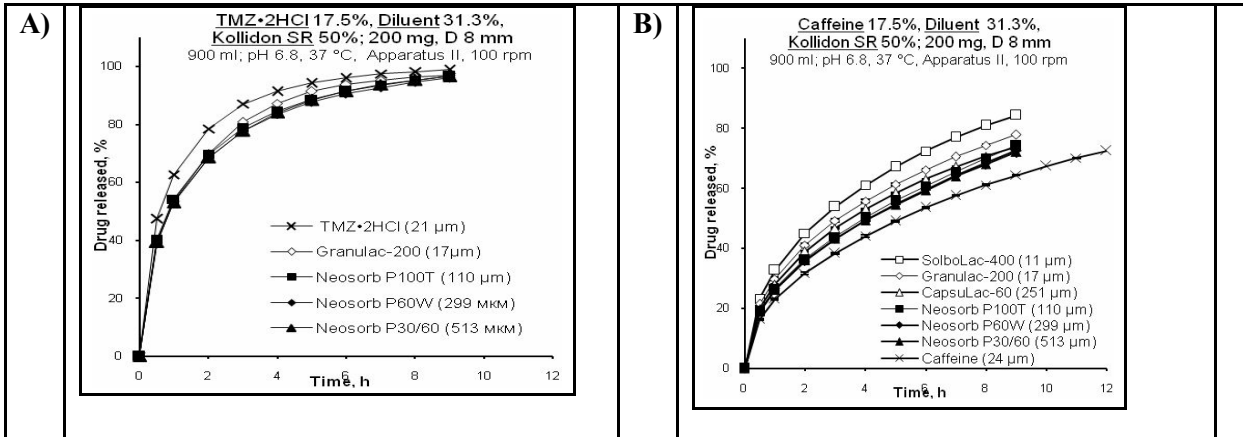 A)
TMZ•2HCl 17.5%, Diluent 31.3%,
Kollidon SR 50%; 200 mg, D 8 mm
900 ml; pH 6.8, 37 °C, Apparatus II, 100 rpm
Drug released, %
100
80
60
40
20
0
0 2 4 6 8 10 12
Time, h
TMZ•2HCl (21 µm)
Granulac-200 (17µm)
Neosorb P100T (110 µm)
Neosorb P60W (299 мкм)
Neosorb P30/60 (513 мкм)
B)
Caffeine 17.5%, Diluent 31.3%,
Kollidon SR 50%; 200 mg, D 8 mm
900 ml; pH 6.8, 37 °C, Apparatus II, 100 rpm
Drug released, %
100
80
60
40
20
0
0 2 4 6 8 10 12
Time, h
SolboLac-400 (11 µm)
Granulac-200 (17 µm)
CapsuLac-60 (251 µm)
Neosorb P100T (110 µm)
Neosorb P60W (299 µm)
Neosorb P30/60 (513 µm)
Caffeine (24 µm)